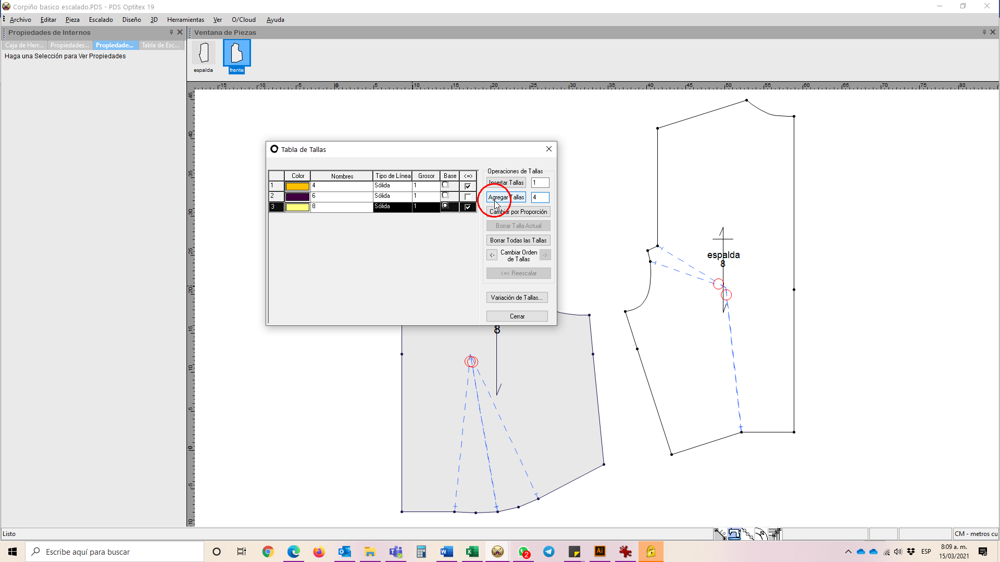 Corpiño basico escalado.PDS - PDS Optitex 19
Archivo Editar Pieza Escalado Diseño 3D Herramientas Ver O/Cloud Ayuda
Propiedades de Internos
Caja de Herr... Propiedades... Propiedade... Tabla de Esc...
Haga una Selección para Ver Propiedades
Ventana de Piezas
espalda
frente
-15 -10 -5 0 5 10 15 20 25 30 35 40 45 50 55 60 65 70 75 80
45
40
35
30
25
20
15
10
5
0
-5
-10
Tabla de Tallas
Color Nombres Tipo de Línea Grosor Base <=>
1 4 Sólida 1
2 6 Sólida 1
3 8 Sólida 1
Operaciones de Tallas
Insertar Tallas 1
Agregar Tallas 4
Cambiar por Proporción
Borrar Talla Actual
Borrar Todas las Tallas
<- Cambiar Orden de Tallas ->
<=> Reescalar
Variación de Tallas...
Cerrar
8
espalda
8
Listo
CM - metros cu
Escribe aquí para buscar
2
Ai
ESP
8:09 a. m.
15/03/2021